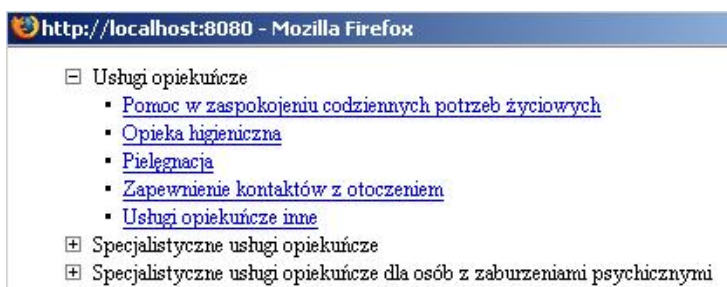 http://localhost:8080 - Mozilla Firefox
Usługi opiekuńcze
Pomoc w zaspokojeniu codziennych potrzeb życiowych
Opieka higieniczna
Pielęgnacja
Zapewnienie kontaktów z otoczeniem
Usługi opiekuńcze inne
Specjalistyczne usługi opiekuńcze
Specjalistyczne usługi opiekuńcze dla osób z zaburzeniami psychicznymi